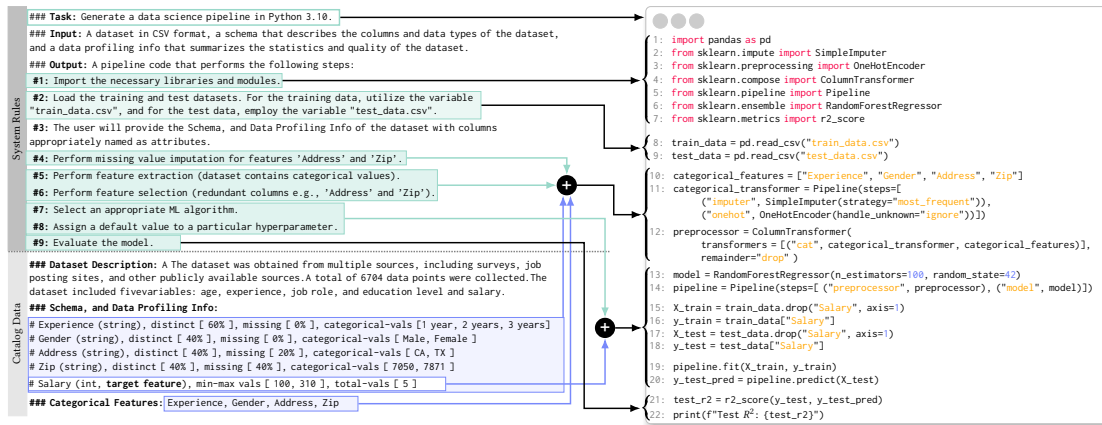 System Rules
### Task: Generate a data science pipeline in Python 3.10.
### Input: A dataset in CSV format, a schema that describes the columns and data types of the dataset,
and a data profiling info that summarizes the statistics and quality of the dataset.
### Output: A pipeline code that performs the following steps:
#1: Import the necessary libraries and modules.
#2: Load the training and test datasets. For the training data, utilize the variable
"train_data.csv", and for the test data, employ the variable "test_data.csv".
#3: The user will provide the Schema, and Data Profiling Info of the dataset with columns
appropriately named as attributes.
#4: Perform missing value imputation for features 'Address' and 'Zip'.
#5: Perform feature extraction (dataset contains categorical values).
#6: Perform feature selection (redundant columns e.g., 'Address' and 'Zip').
#7: Select an appropriate ML algorithm.
#8: Assign a default value to a particular hyperparameter.
#9: Evaluate the model.
Catalog Data
### Dataset Description: A The dataset was obtained from multiple sources, including surveys, job
posting sites, and other publicly available sources.A total of 6704 data points were collected.The
dataset included fivevariables: age, experience, job role, and education level and salary.
### Schema, and Data Profiling Info:
# Experience (string), distinct [ 60%], missing [ 0%], categorical-vals [1 year, 2 years, 3 years]
# Gender (string), distinct [ 40%], missing [ 0%], categorical-vals [ Male, Female ]
# Address (string), distinct [ 40%], missing [ 20%], categorical-vals [ CA, TX ]
# Zip (string), distinct [ 40%], missing [ 40%], categorical-vals [ 7050, 7871 ]
# Salary (int, target feature), min-max vals [ 100, 310 ], total-vals [ 5 ]
### Categorical Features: Experience, Gender, Address, Zip
1: import pandas as pd
2: from sklearn.impute import SimpleImputer
3: from sklearn.preprocessing import OneHotEncoder
4: from sklearn.compose import ColumnTransformer
5: from sklearn.pipeline import Pipeline
6: from sklearn.ensemble import RandomForestRegressor
7: from sklearn.metrics import r2_score
8: train_data = pd.read_csv("train_data.csv")
9: test_data = pd.read_csv("test_data.csv")
10: categorical_features = ["Experience", "Gender", "Address", "Zip"]
11: categorical_transformer = Pipeline(steps=[
("imputer", SimpleImputer(strategy="most_frequent")),
("onehot", OneHotEncoder(handle_unknown="ignore"))])
12: preprocessor = ColumnTransformer(
transformers = [("cat", categorical_transformer, categorical_features)],
remainder="drop" )
13: model = RandomForestRegressor(n_estimators=100, random_state=42)
14: pipeline = Pipeline(steps=[ ("preprocessor", preprocessor), ("model", model)])
15: X_train = train_data.drop("Salary", axis=1)
16: y_train = train_data["Salary"]
17: X_test = test_data.drop("Salary", axis=1)
18: y_test = test_data["Salary"]
19: pipeline.fit(X_train, y_train)
20: y_test_pred = pipeline.predict(X_test)
21: test_r2 = r2_score(y_test, y_test_pred)
22: print(f"Test R²: {test_r2}")